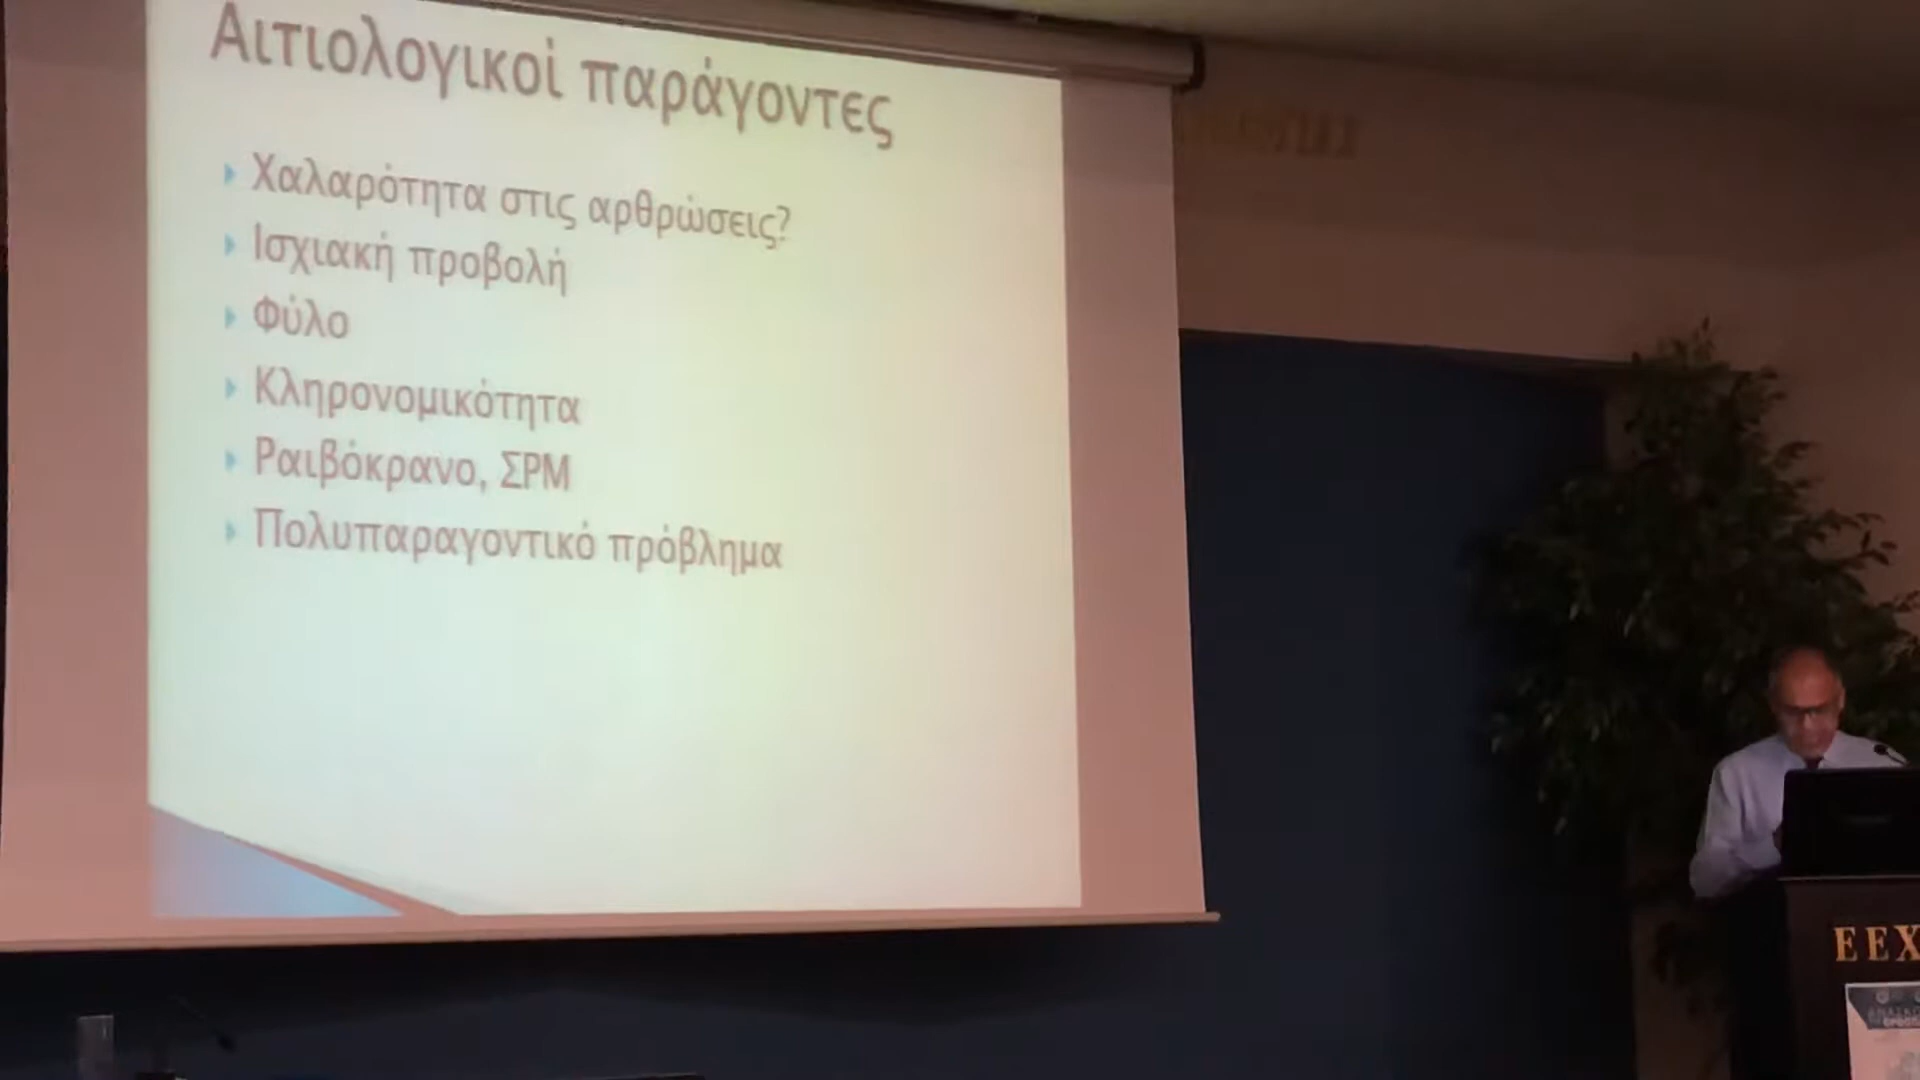 Αιτιολογικοί παράγοντες
Χαλαρότητα στις αρθρώσεις?
Ισχιακή προβολή
Φύλο
Κληρονομικότητα
Ραιβόκρανο, ΣΡΜ
Πολυπαραγοντικό πρόβλημα
ΕΕΧ